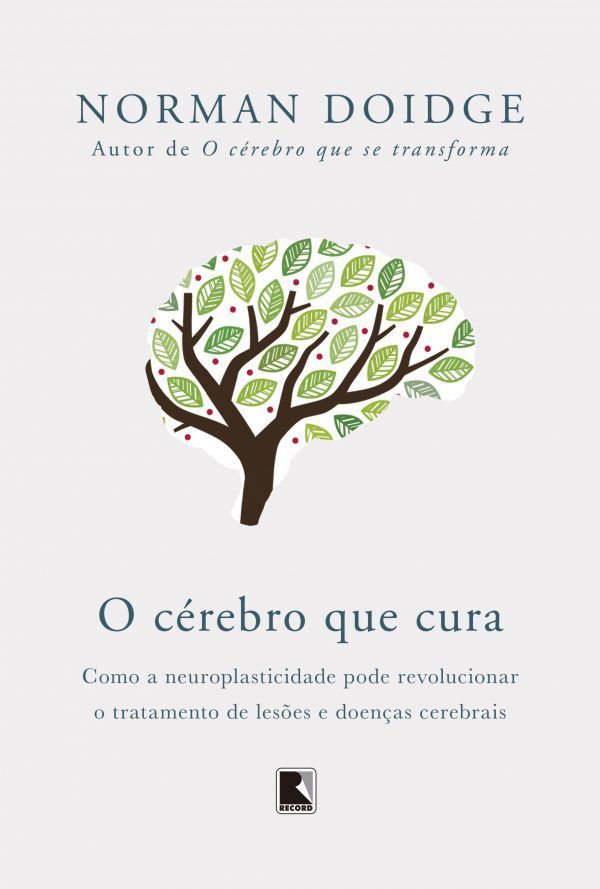 NORMAN DOIDGE
Autor de O cérebro que se transforma
O cérebro que cura
Como a neuroplasticidade pode revolucionar
o tratamento de lesões e doenças cerebrais
RECORD